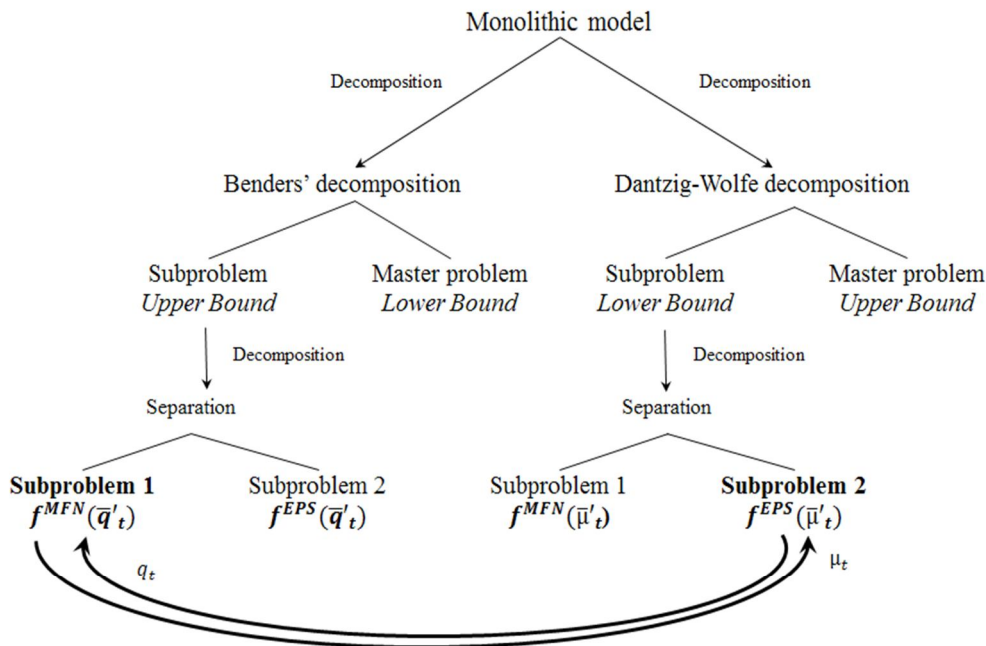 Monolithic model
Decomposition
Decomposition
Benders' decomposition
Dantzig-Wolfe decomposition
Subproblem
Upper Bound
Master problem
Lower Bound
Subproblem
Lower Bound
Master problem
Upper Bound
Decomposition
Decomposition
Separation
Separation
Subproblem 1
f^{MFN}(q̅'_t)
Subproblem 2
f^{EPS}(q̅'_t)
Subproblem 1
f^{MFN}(μ̅'_t)
Subproblem 2
f^{EPS}(μ̅'_t)
q_t
μ_t